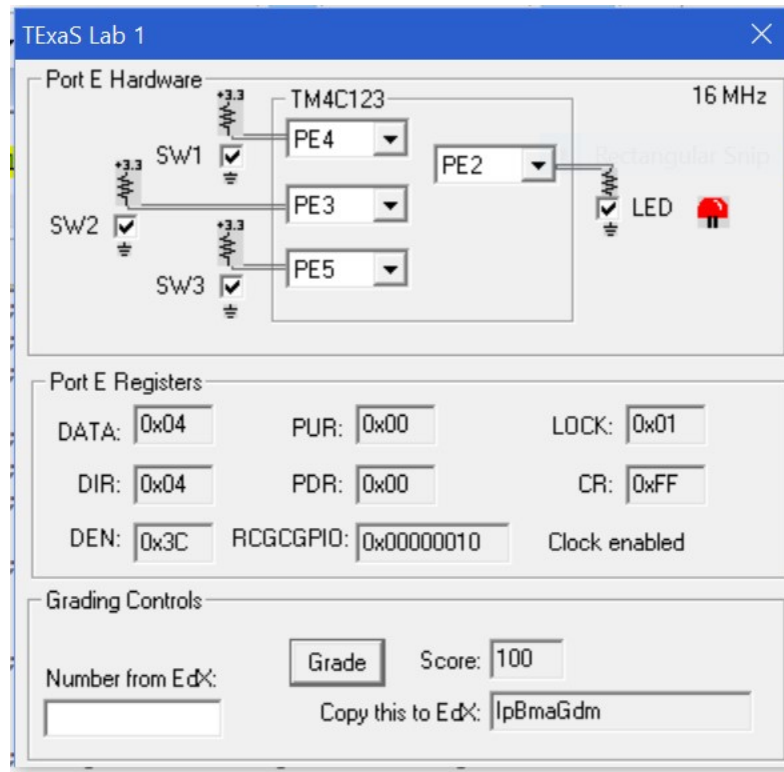 TExaS Lab 1
Port E Hardware
16 MHz
TM4C123
+3.3
SW1
PE4
PE2
Rectangular Snip
+3.3
SW2
PE3
LED
+3.3
SW3
PE5
Port E Registers
DATA: 0x04 PUR: 0x00 LOCK: 0x01
DIR: 0x04 PDR: 0x00 CR: 0xFF
DEN: 0x3C RCGCGPIO: 0x00000010 Clock enabled
Grading Controls
Number from EdX:
Grade Score: 100
Copy this to EdX: IpBmaGdm